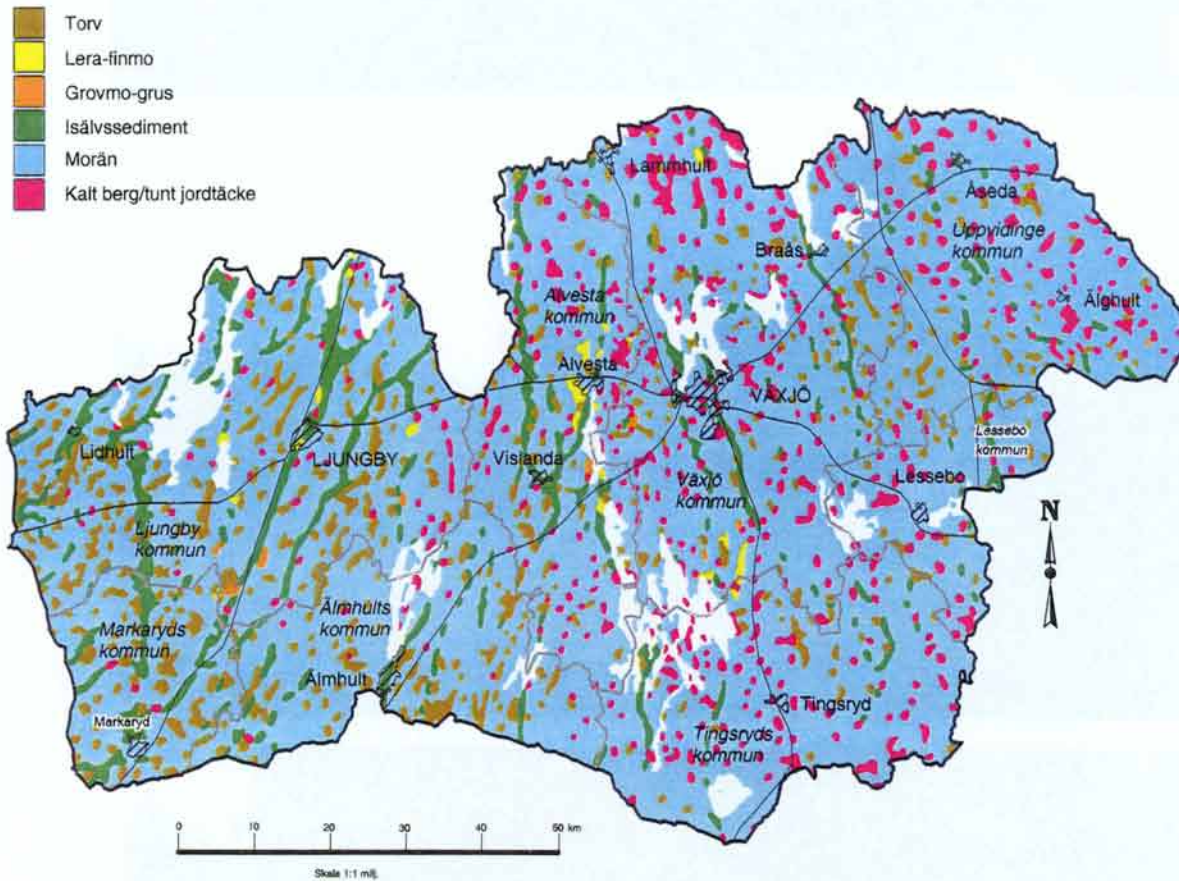 Torv
Lera-finmo
Grovmo-grus
Isälvssediment
Morän
Kalt berg/tunt jordtäcke
Lammhult
Åseda
Uppvidinge
kommun
Braås
Älghult
Alvesta
kommun
Alvesta
VÄXJÖ
Lidhult
LJUNGBY
Vislanda
Lessebo
kommun
Lessebo
Växjö
kommun
Ljungby
kommun
N
Markaryds
kommun
Älmhults
kommun
Älmhult
Markaryd
Tingsryd
Tingsryds
kommun
0 10 20 30 40 50 km
Skala 1:1 milj.